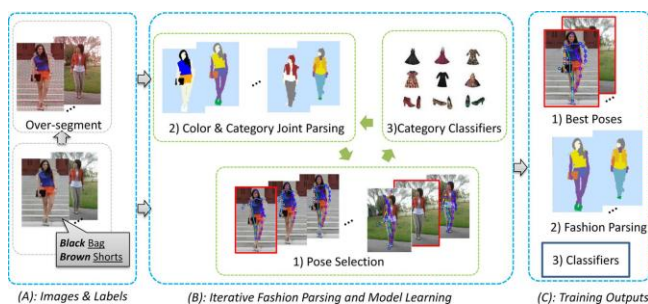 Over-segment
Black Bag
Brown Shorts
(A): Images & Labels
2) Color & Category Joint Parsing
3)Category Classifiers
...
...
1) Pose Selection
...
...
(B): Iterative Fashion Parsing and Model Learning
1) Best Poses
2) Fashion Parsing
3) Classifiers
(C): Training Outputs